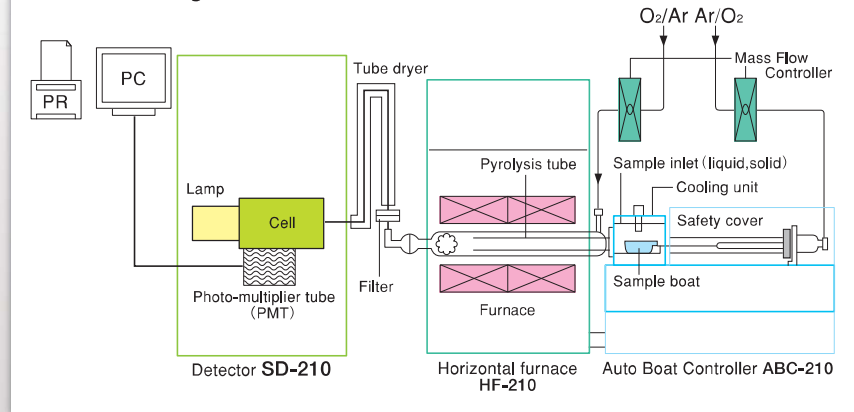 O2/Ar Ar/O2
Mass Flow
Controller
PR
PC
Tube dryer
Lamp
Cell
Photo-multiplier tube
(PMT)
Filter
Pyrolysis tube
Furnace
Sample inlet (liquid,solid)
Cooling unit
Safety cover
Sample boat
Detector SD-210
Horizontal furnace
HF-210
Auto Boat Controller ABC-210